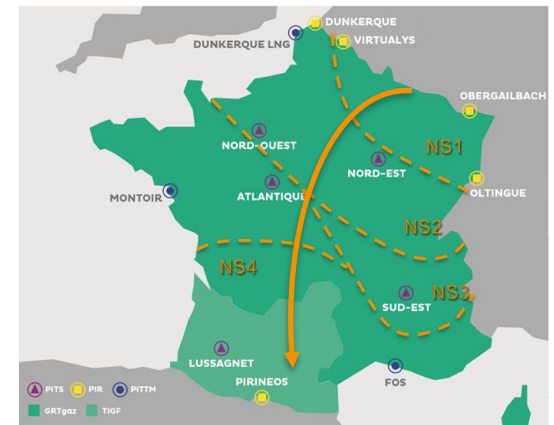 DUNKERQUE
DUNKERQUE LNG
VIRTUALYS
OBERGAILBACH
NORD-OUEST
NS1
NORD-EST
OLTINGUE
MONTOIR
ATLANTIQUE
NS2
NS4
NS3
SUD-EST
LUSSAGNET
PIRINEOS
FOS
PITS PIR PITTM
GRTgaz TIGF